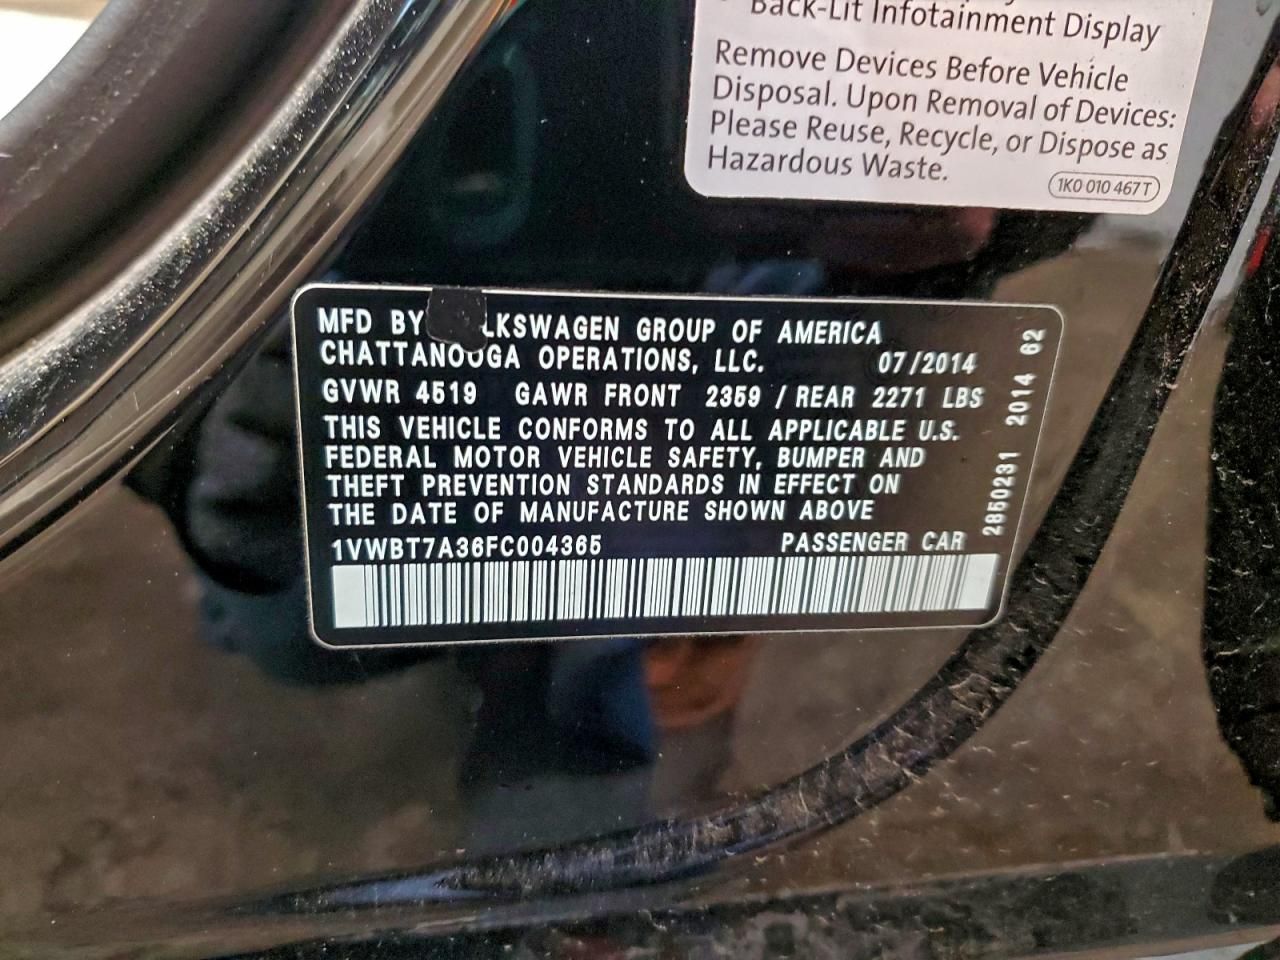 Back-Lit Infotainment Display
Remove Devices Before Vehicle
Disposal. Upon Removal of Devices:
Please Reuse, Recycle, or Dispose as
Hazardous Waste.
1K0 010 467T
MFD BY LKSWAGEN GROUP OF AMERICA
CHATTANOOGA OPERATIONS, LLC. 07/2014
GVWR 4519 GAWR FRONT 2359 / REAR 2271 LBS
THIS VEHICLE CONFORMS TO ALL APPLICABLE U.S.
FEDERAL MOTOR VEHICLE SAFETY, BUMPER AND
THEFT PREVENTION STANDARDS IN EFFECT ON
THE DATE OF MANUFACTURE SHOWN ABOVE
1VWBT7A36FC004365 PASSENGER CAR
2850231 2014 62